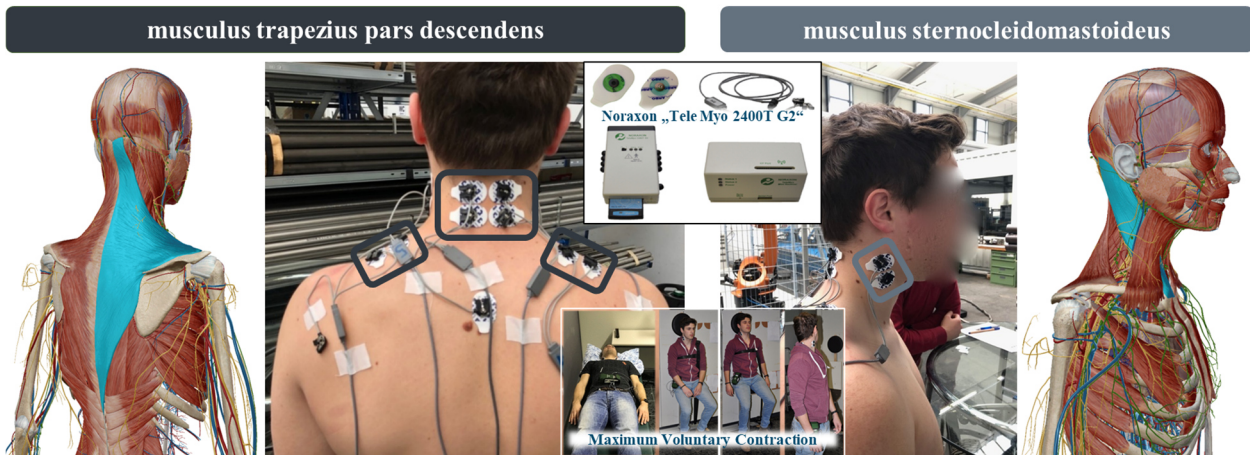 musculus trapezius pars descendens
musculus sternocleidomastoideus
Noraxon „Tele Myo 2400T G2“
Maximum Voluntary Contraction